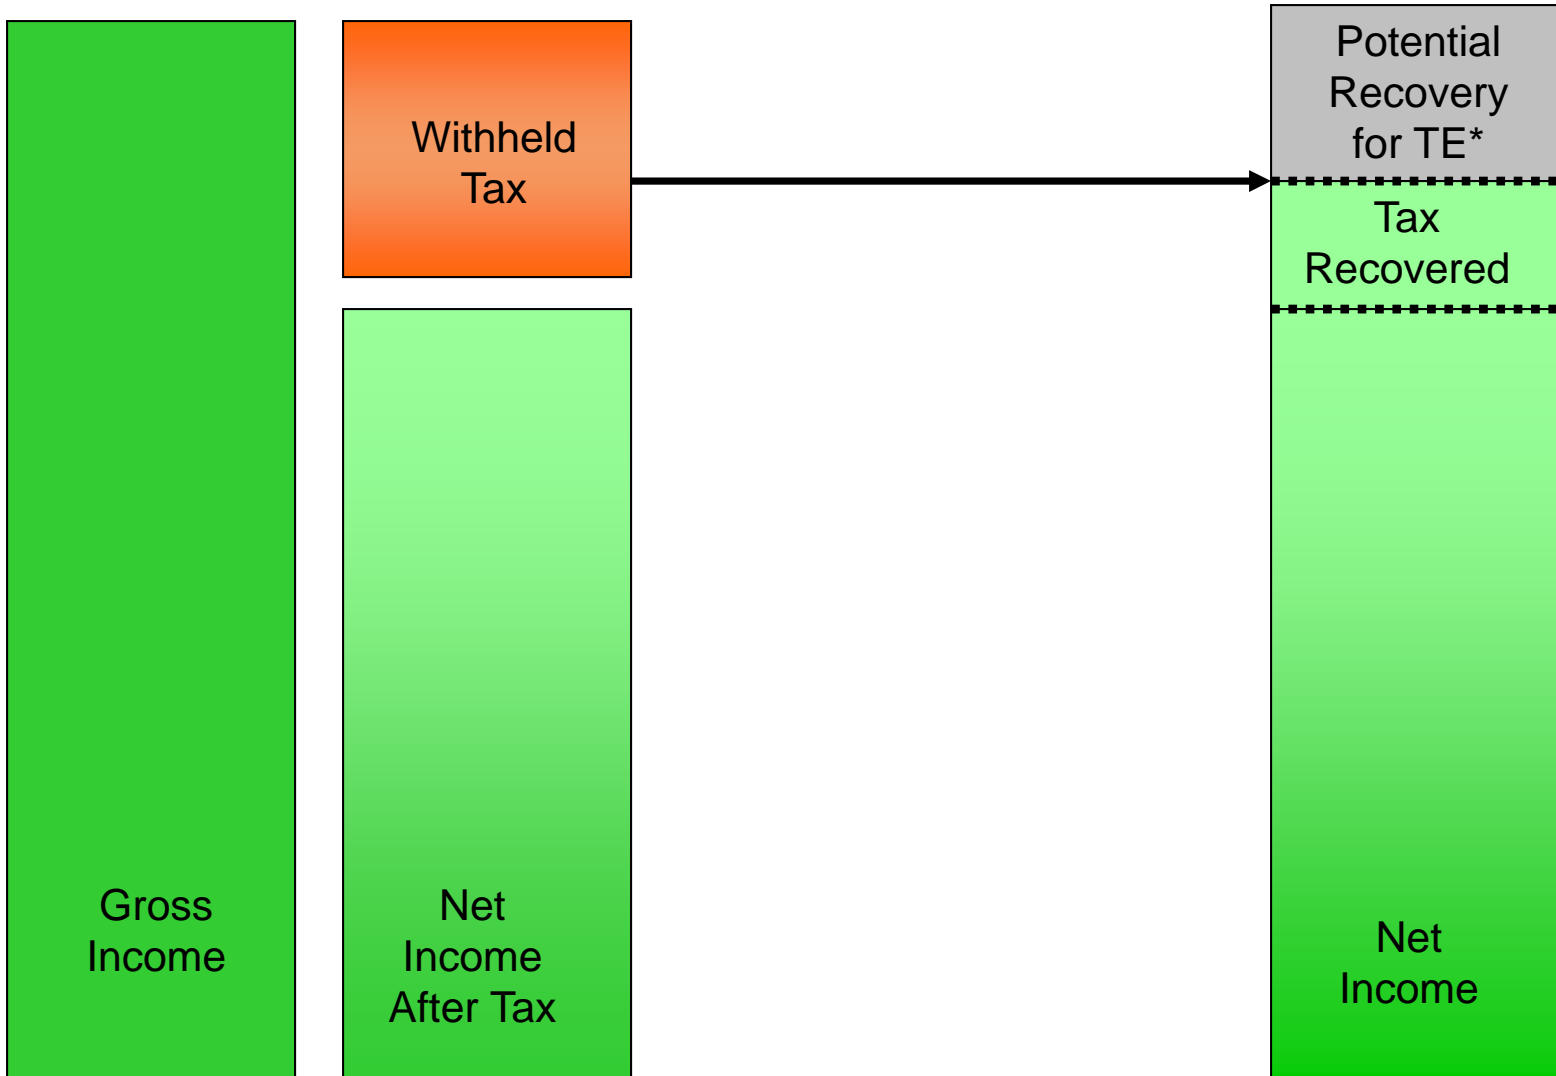 Gross
Income
Withheld
Tax
Net
Income
After Tax
Potential
Recovery
for TE*
Tax
Recovered
Net
Income